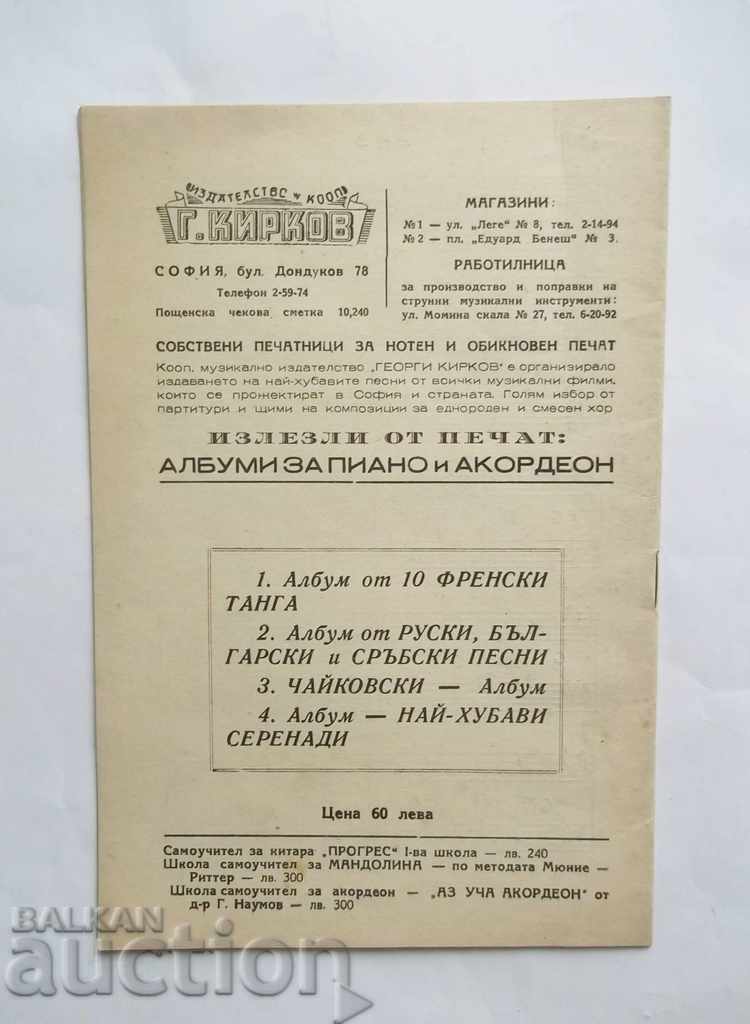 ИЗДАТЕЛСТВО КООП
Г. КИРКОВ
СОФИЯ, бул. Дондуков 78
Телефон 2-59-74
Пощенска чекова сметка 10,240
МАГАЗИНИ:
№1 — ул. „Леге" № 8, тел. 2-14-94
№2 — пл. „Едуард Бенеш" № 3.
РАБОТИЛНИЦА
за производство и поправки на
струнни музикални инструменти:
ул. Момина скала № 27, тел. 6-20-92
СОБСТВЕНИ ПЕЧАТНИЦИ ЗА НОТЕН И ОБИКНОВЕН ПЕЧАТ
Кооп. музикално издателство „ГЕОРГИ КИРКОВ" е организирало
издаването на най-хубавите песни от всички музикални филми,
които се прожектират в София и страната. Голям избор от
партитури и щими на композиции за еднороден и смесен хор
ИЗЛЕЗЛИ ОТ ПЕЧАТ:
АЛБУМИ ЗА ПИАНО и АКОРДЕОН
1. Албум от 10 ФРЕНСКИ
ТАНГА
2. Албум от РУСКИ, БЪЛ-
ГАРСКИ и СРЪБСКИ ПЕСНИ
3. ЧАЙКОВСКИ — Албум
4. Албум — НАЙ-ХУБАВИ
СЕРЕНАДИ
Цена 60 лева
Самоучител за китара „ПРОГРЕС" I-ва школа — лв. 240
Школа самоучител за МАНДОЛИНА — по методата Мюние —
Риттер — лв. 300
Школа самоучител за акордеон — „АЗ УЧА АКОРДЕОН" от
д-р Г. Наумов — лв. 300
BALKAN
auction